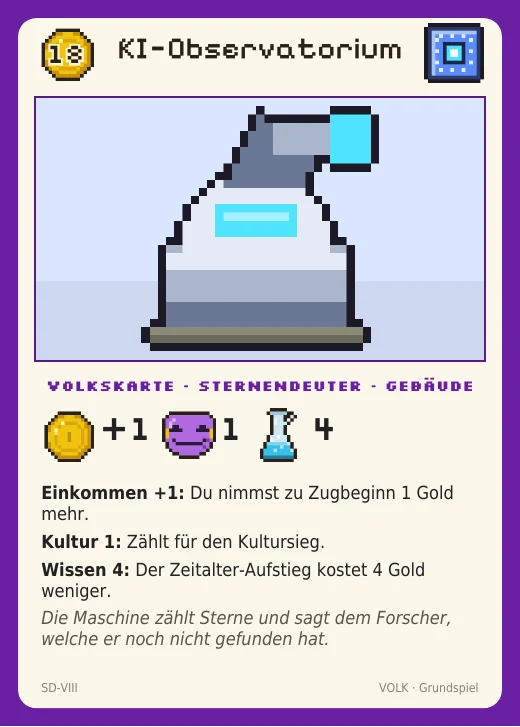 18 KI-Observatorium
VOLKSKARTE · STERNENDEUTER · GEBÄUDE
+1 1 4
Einkommen +1: Du nimmst zu Zugbeginn 1 Gold
mehr.
Kultur 1: Zählt für den Kultursieg.
Wissen 4: Der Zeitalter-Aufstieg kostet 4 Gold
weniger.
Die Maschine zählt Sterne und sagt dem Forscher,
welche er noch nicht gefunden hat.
SD-VIII VOLK · Grundspiel